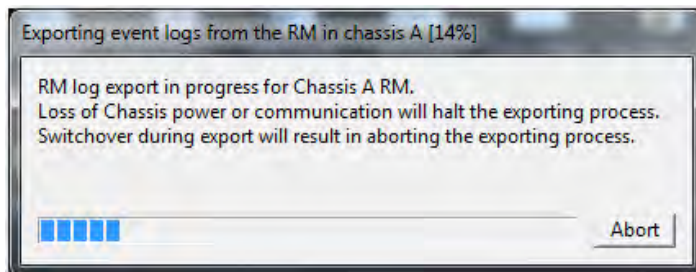 Exporting event logs from the RM in chassis A [14%]
RM log export in progress for Chassis A RM.
Loss of Chassis power or communication will halt the exporting process.
Switchover during export will result in aborting the exporting process.
Abort